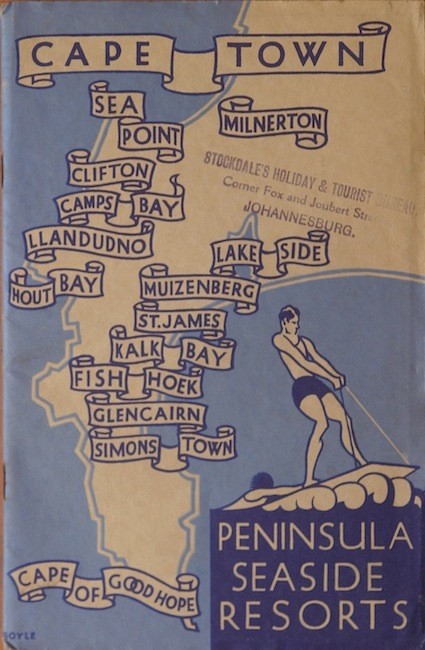 CAPE TOWN
SEA
POINT
MILNERTON
CLIFTON
STOCKDALE'S HOLIDAY & TOURIST
Corner Fox and Joubert
JOHANNESBURG.
CAMPS BAY
LLANDUDNO
LAKE SIDE
HOUT BAY
MUIZENBERG
ST. JAMES
KALK BAY
FISH HOEK
GLENCAIRN
SIMONS TOWN
PENINSULA
SEASIDE
RESORTS
CAPE OF GOOD HOPE